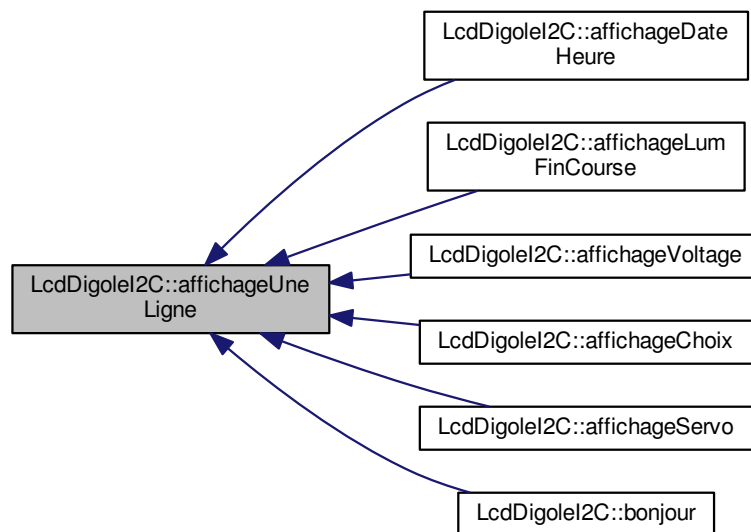 LcdDigoleI2C::affichageDate
Heure
LcdDigoleI2C::affichageLum
FinCourse
LcdDigoleI2C::affichageVoltage
LcdDigoleI2C::affichageUne
Ligne
LcdDigoleI2C::affichageChoix
LcdDigoleI2C::affichageServo
LcdDigoleI2C::bonjour